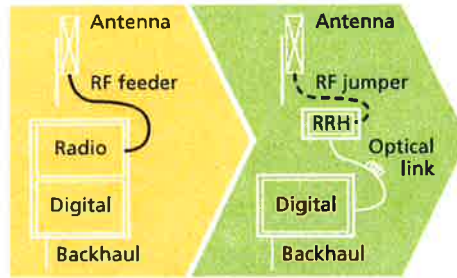 Antenna
RF feeder
Radio
Digital
Backhaul
Antenna
RF jumper
RRH
Optical
link
Digital
Backhaul